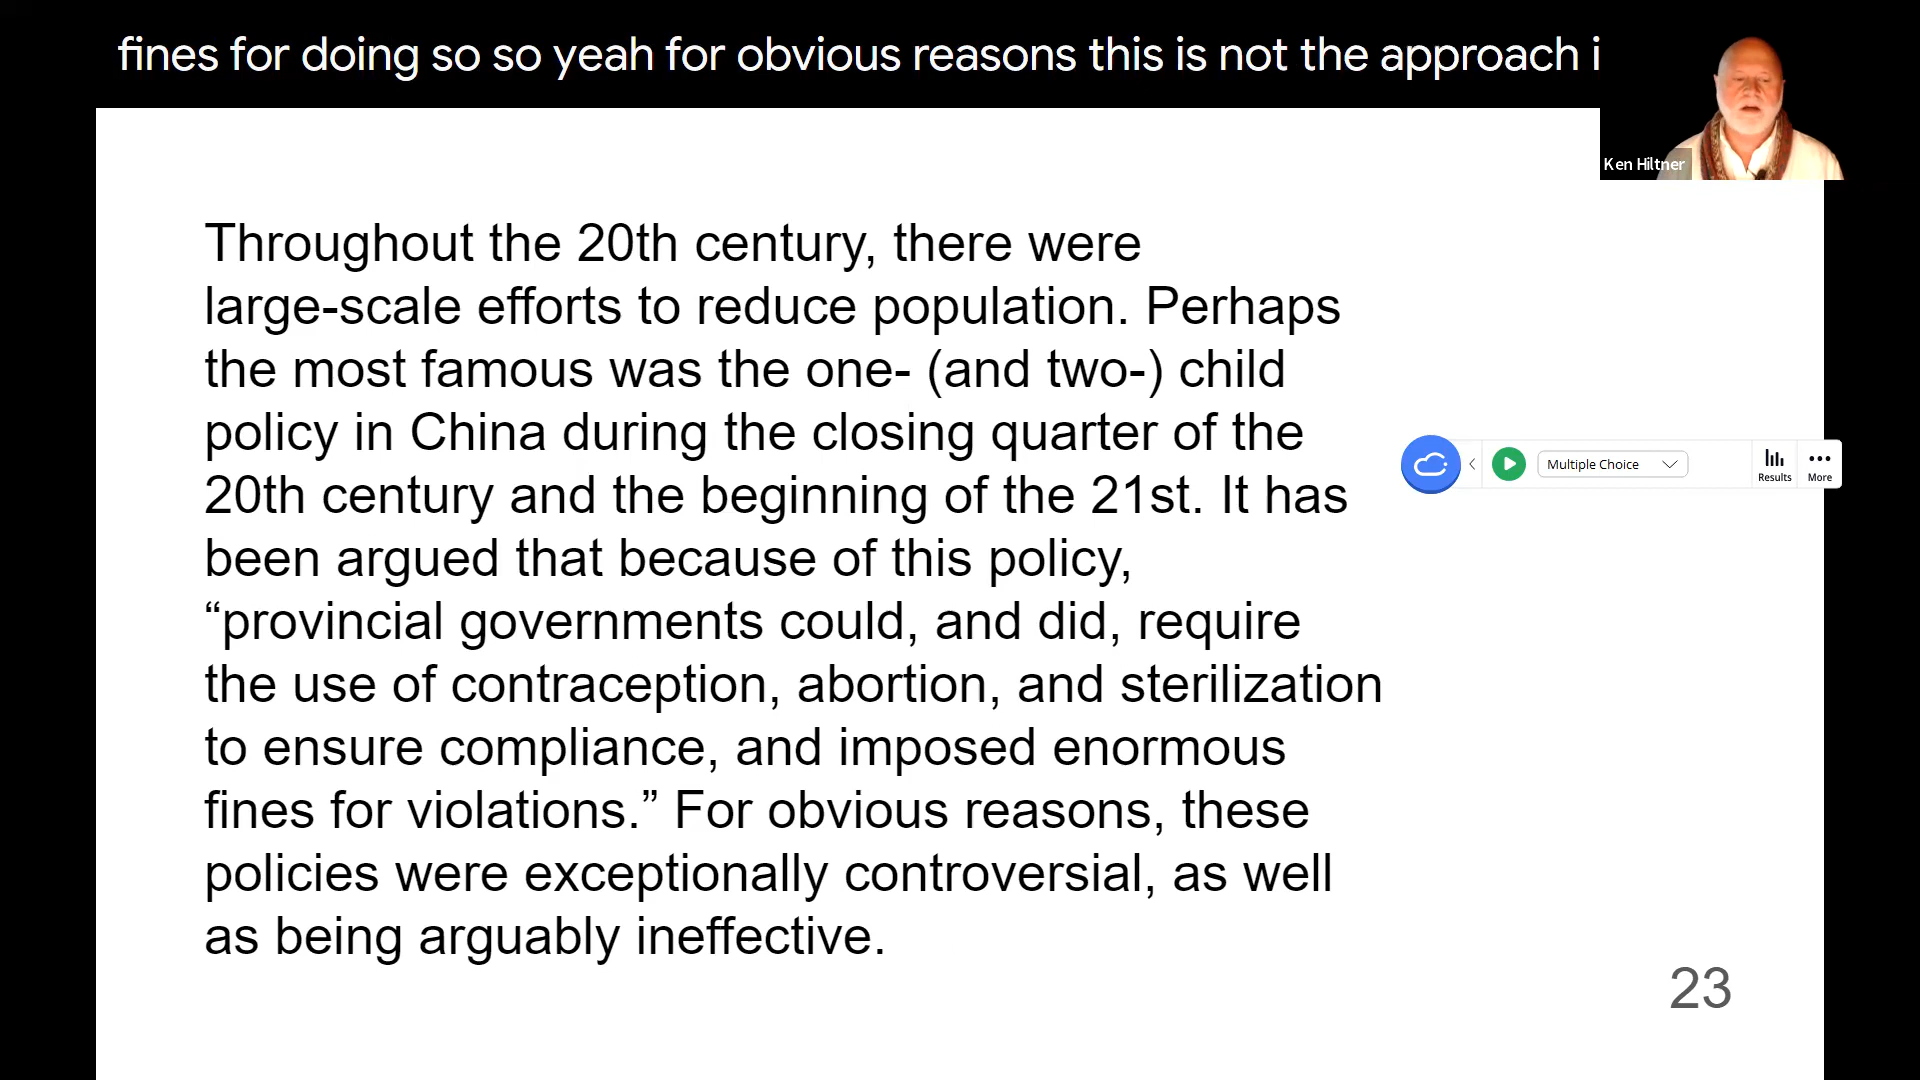 fines for doing so so yeah for obvious reasons this is not the approach i
Ken Hiltner
Throughout the 20th century, there were
large-scale efforts to reduce population. Perhaps
the most famous was the one- (and two-) child
policy in China during the closing quarter of the
20th century and the beginning of the 21st. It has
been argued that because of this policy,
“provincial governments could, and did, require
the use of contraception, abortion, and sterilization
to ensure compliance, and imposed enormous
fines for violations.” For obvious reasons, these
policies were exceptionally controversial, as well
as being arguably ineffective.
Multiple Choice
Results
More
23